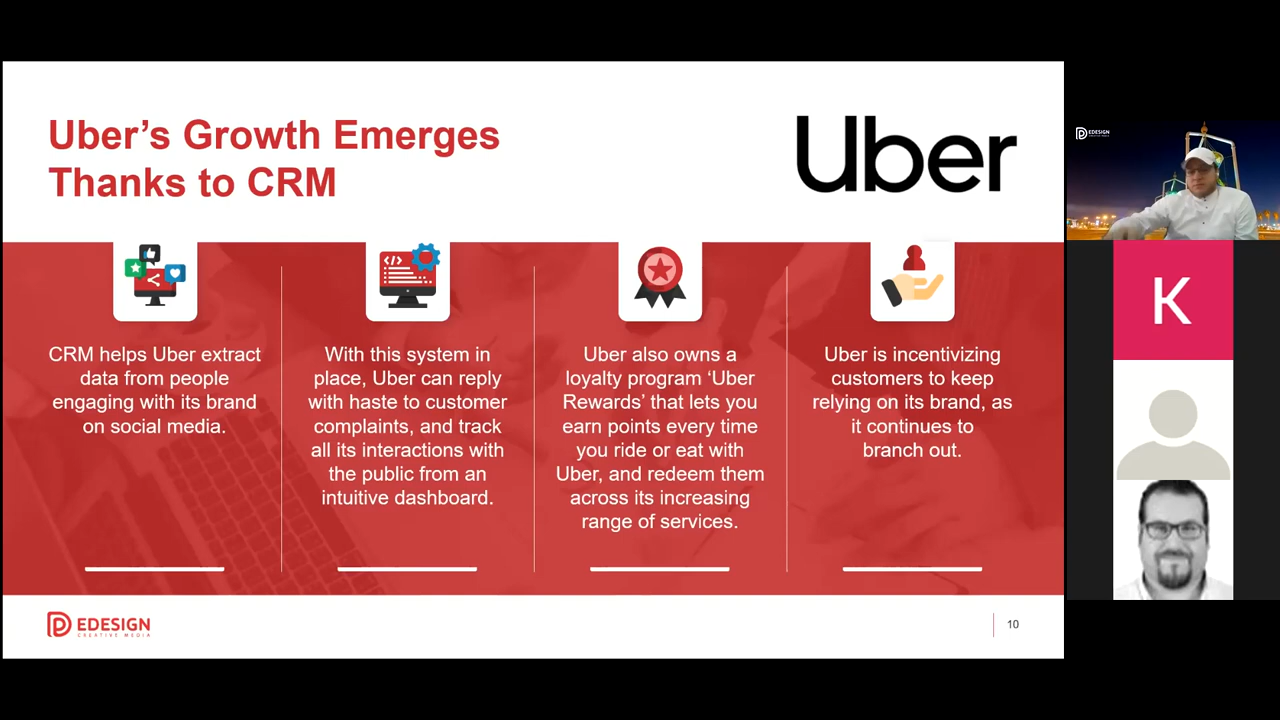 Uber's Growth Emerges
Thanks to CRM
Uber
CRM helps Uber extract
data from people
engaging with its brand
on social media.
With this system in
place, Uber can reply
with haste to customer
complaints, and track
all its interactions with
the public from an
intuitive dashboard.
Uber also owns a
loyalty program ‘Uber
Rewards’ that lets you
earn points every time
you ride or eat with
Uber, and redeem them
across its increasing
range of services.
Uber is incentivizing
customers to keep
relying on its brand, as
it continues to
branch out.
EDESIGN
CREATIVE MEDIA
10
EDESIGN
CREATIVE MEDIA
K